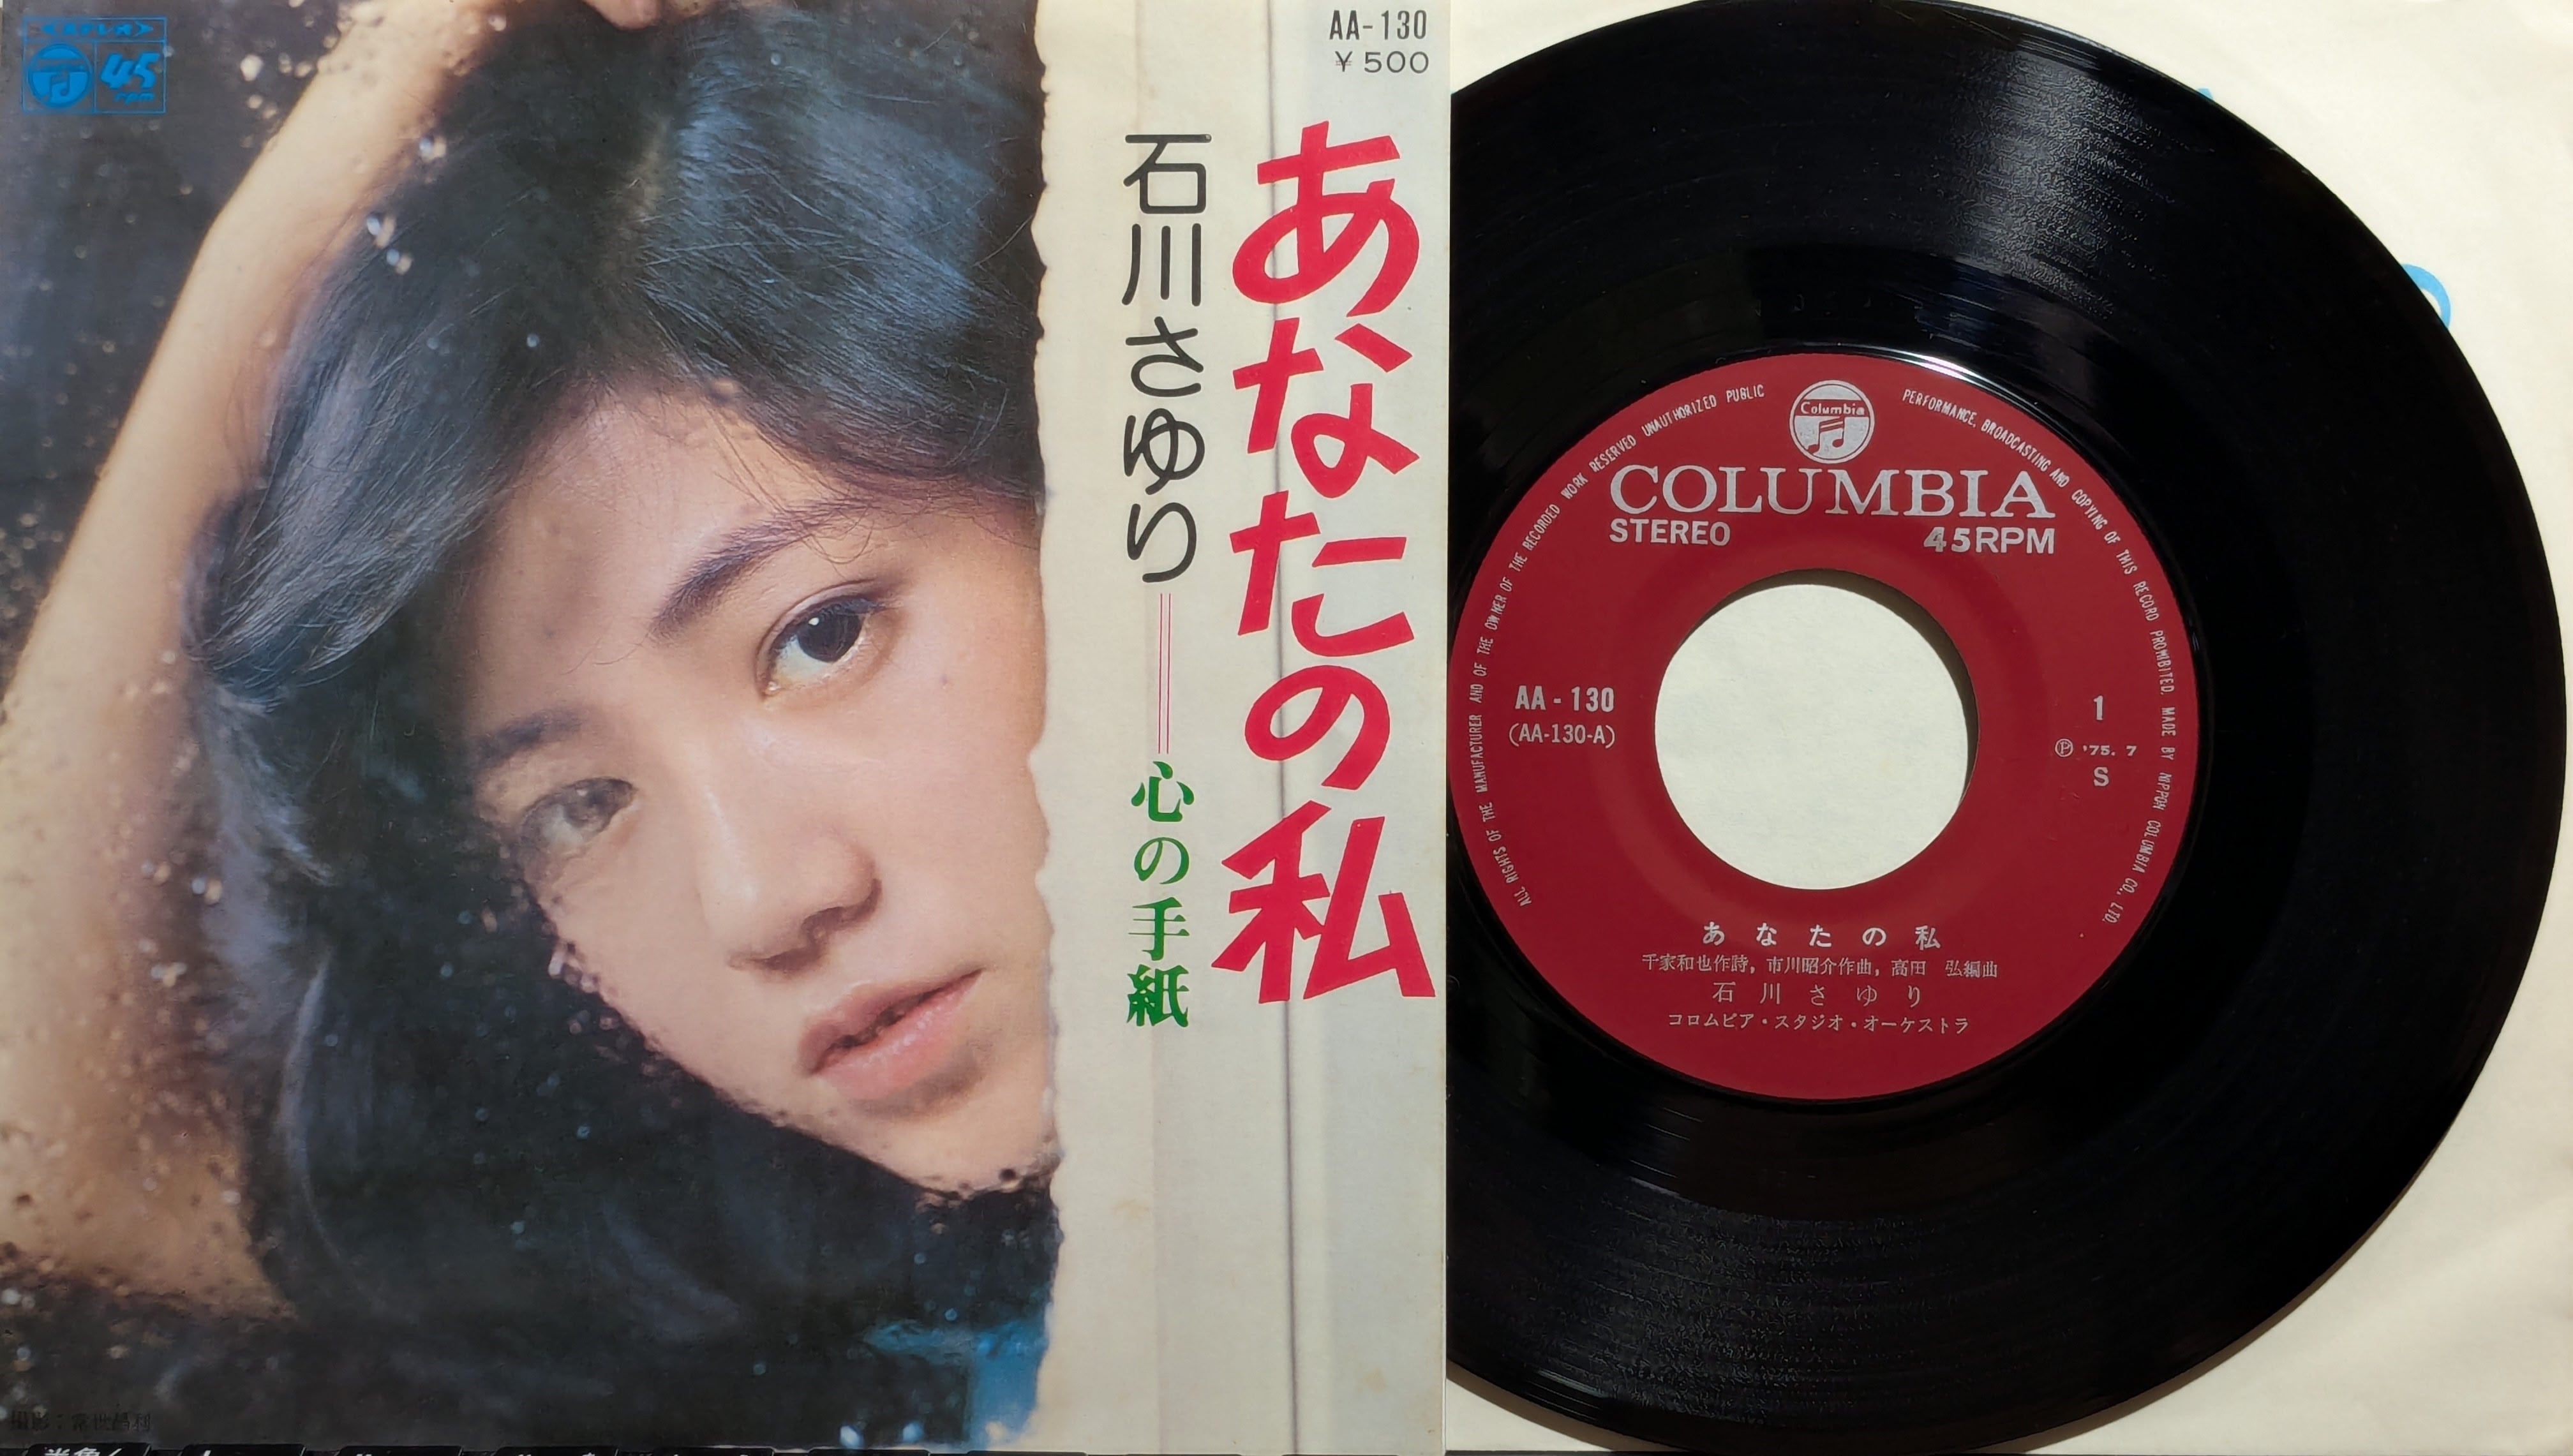 ステレオ
45
rpm
AA-130
¥500
あなたの私
石川さゆり
心の手紙
Columbia
COLUMBIA
STEREO
45RPM
AA-130
(AA-130-A)
1
Ⓟ '75.7
S
あなたの私
千家和也作詩, 市川昭介作曲, 高田 弘編曲
石川さゆり
コロムビア・スタジオ・オーケストラ
ALL RIGHTS OF THE MANUFACTURER AND OF THE OWNER OF THE RECORDED WORK RESERVED UNAUTHORIZED PUBLIC PERFORMANCE, BROADCASTING AND COPYING OF THIS RECORD PROHIBITED. MADE BY NIPPON COLUMBIA CO., LTD.